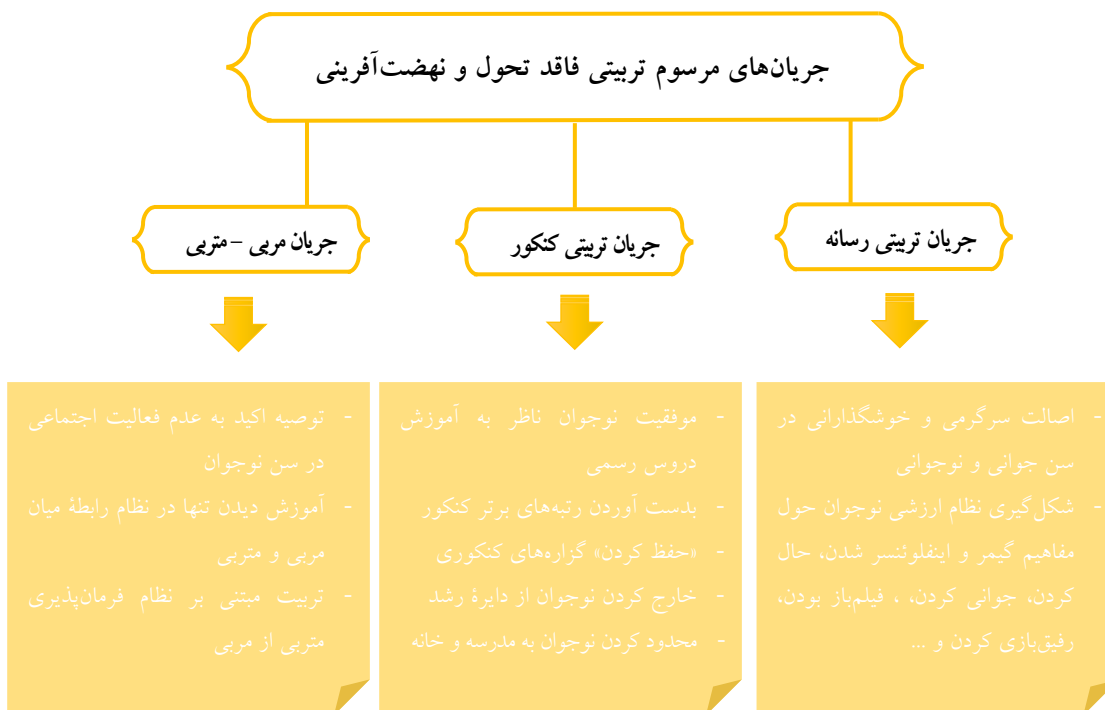 جریان‌های مرسوم تربیتی فاقد تحول و نهضت‌آفرینی
جریان تربیتی رسانه
جریان تربیتی کنکور
جریان مربی – متربی
- اصالت سرگرمی و خوشگذارانی در
سن جوانی و نوجوانی
- شکل‌گیری نظام ارزشی نوجوان حول
مفاهیم گیمر و اینفلوئنسر شدن، حال
کردن، جوانی کردن، ، فیلم‌باز بودن،
رفیق‌بازی کردن و ...
- موفقیت نوجوان ناظر به آموزش
دروس رسمی
- بدست آوردن رتبه‌های برتر کنکور
- «حفظ کردن» گزاره‌های کنکوری
- خارج کردن نوجوان از دایرۀ رشد
- محدود کردن نوجوان به مدرسه و خانه
- توصیه اکید به عدم فعالیت اجتماعی
در سن نوجوان
- آموزش دیدن تنها در نظام رابطۀ میان
مربی و متربی
- تربیت مبتنی بر نظام فرمان‌پذیری
متربی از مربی